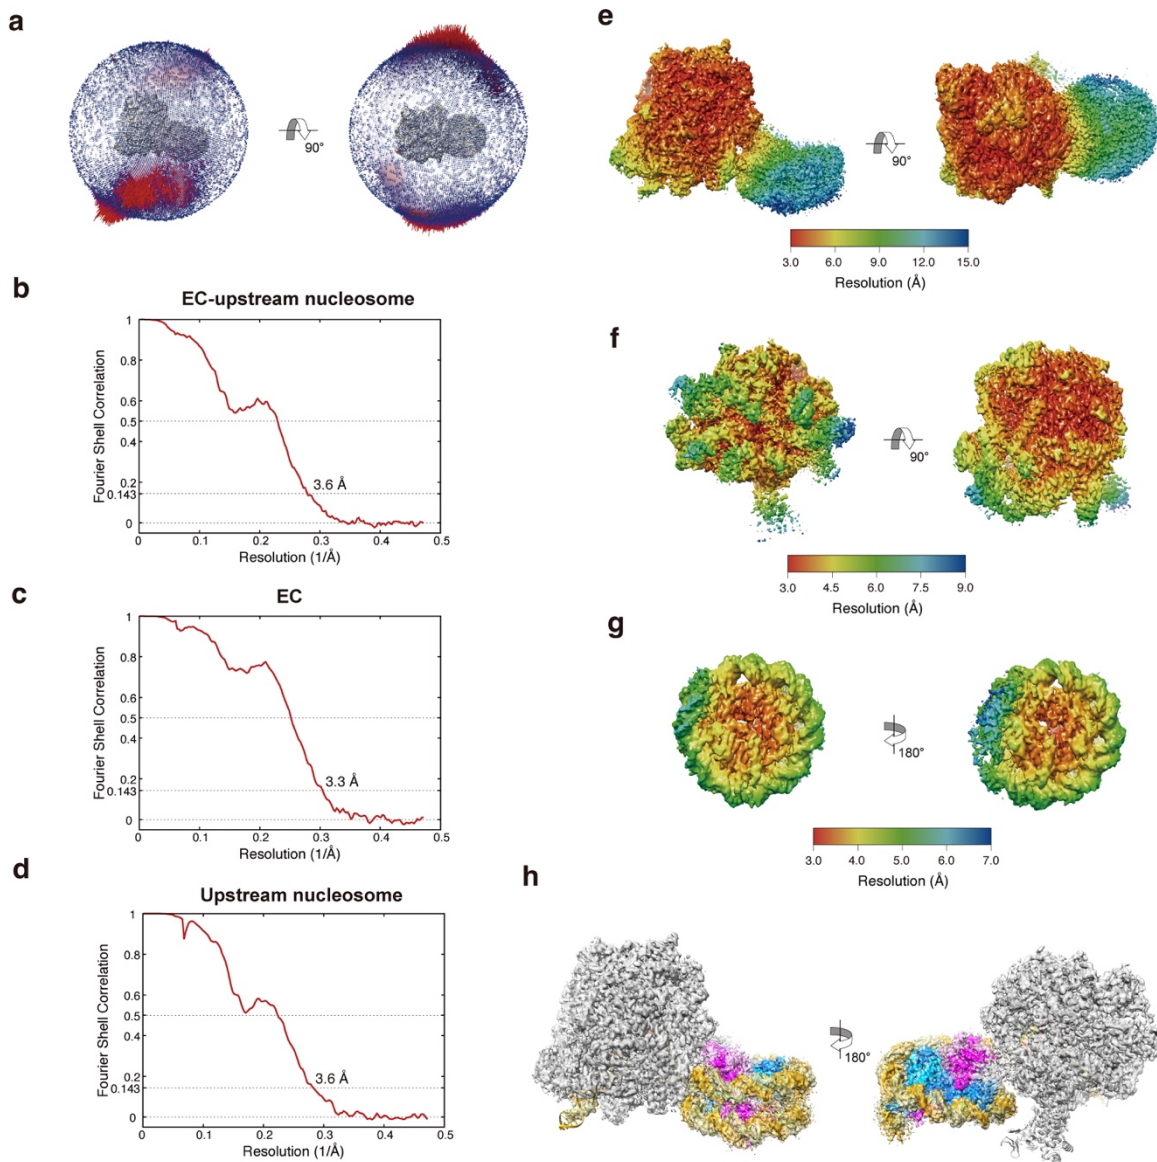 a
90°
b
EC-upstream nucleosome
Fourier Shell Correlation
1
0.8
0.6
0.5
0.4
0.2
0.143
0
3.6 Å
0 0.1 0.2 0.3 0.4 0.5
Resolution (1/Å)
c
EC
Fourier Shell Correlation
1
0.8
0.6
0.5
0.4
0.2
0.143
0
3.3 Å
0 0.1 0.2 0.3 0.4 0.5
Resolution (1/Å)
d
Upstream nucleosome
Fourier Shell Correlation
1
0.8
0.6
0.5
0.4
0.2
0.143
0
3.6 Å
0 0.1 0.2 0.3 0.4 0.5
Resolution (1/Å)
e
90°
3.0 6.0 9.0 12.0 15.0
Resolution (Å)
f
90°
3.0 4.5 6.0 7.5 9.0
Resolution (Å)
g
180°
3.0 4.0 5.0 6.0 7.0
Resolution (Å)
h
180°